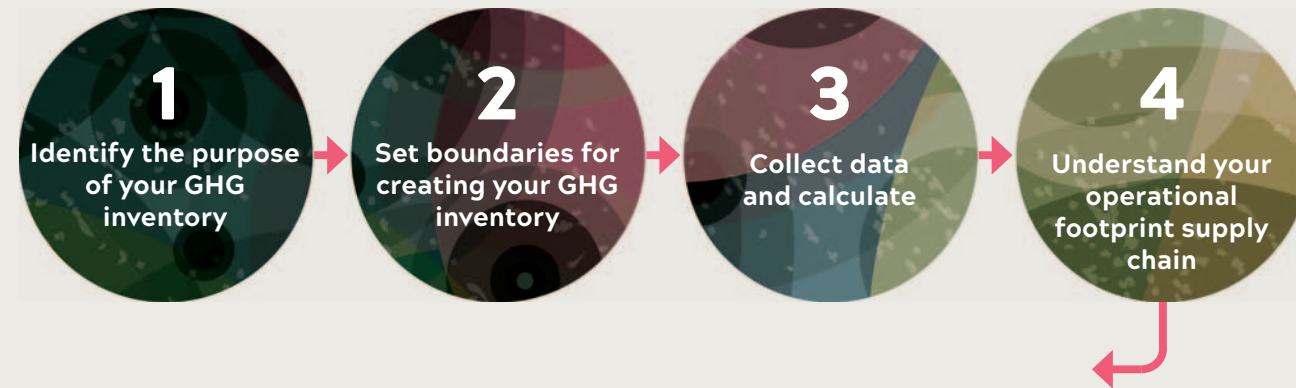 1
Identify the purpose
of your GHG
inventory
2
Set boundaries for
creating your GHG
inventory
3
Collect data
and calculate
4
Understand your
operational
footprint supply
chain